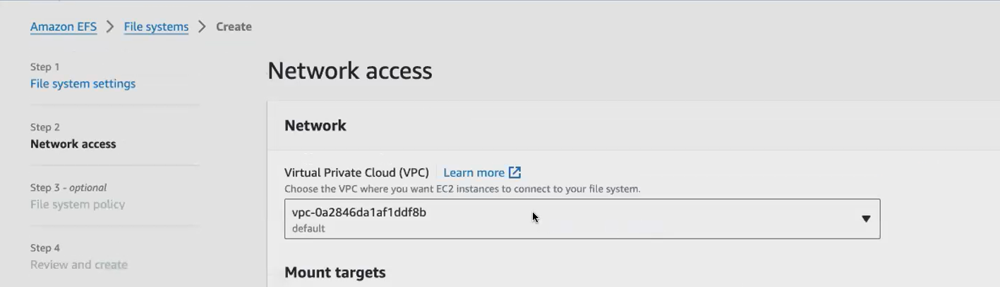 Amazon EFS > File systems > Create
Step 1
File system settings
Step 2
Network access
Step 3 - optional
File system policy
Step 4
Review and create
Network access
Network
Virtual Private Cloud (VPC) Learn more
Choose the VPC where you want EC2 instances to connect to your file system.
vpc-0a2846da1af1ddf8b
default
Mount targets